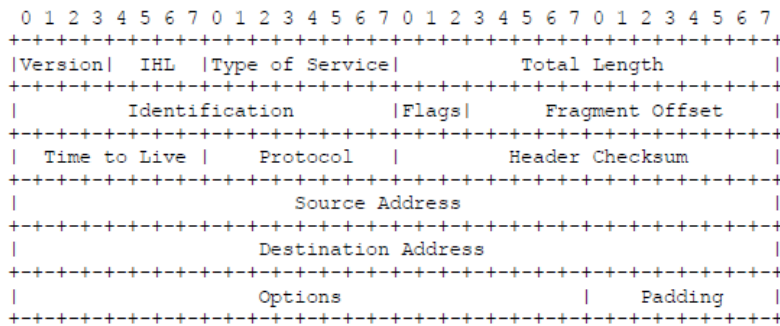 0 1 2 3 4 5 6 7 0 1 2 3 4 5 6 7 0 1 2 3 4 5 6 7 0 1 2 3 4 5 6 7
+-+-+-+-+-+-+-+-+-+-+-+-+-+-+-+-+-+-+-+-+-+-+-+-+-+-+-+-+-+-+-+-+
|Version| IHL |Type of Service| Total Length |
+-+-+-+-+-+-+-+-+-+-+-+-+-+-+-+-+-+-+-+-+-+-+-+-+-+-+-+-+-+-+-+-+
| Identification |Flags| Fragment Offset |
+-+-+-+-+-+-+-+-+-+-+-+-+-+-+-+-+-+-+-+-+-+-+-+-+-+-+-+-+-+-+-+-+
| Time to Live | Protocol | Header Checksum |
+-+-+-+-+-+-+-+-+-+-+-+-+-+-+-+-+-+-+-+-+-+-+-+-+-+-+-+-+-+-+-+-+
| Source Address |
+-+-+-+-+-+-+-+-+-+-+-+-+-+-+-+-+-+-+-+-+-+-+-+-+-+-+-+-+-+-+-+-+
| Destination Address |
+-+-+-+-+-+-+-+-+-+-+-+-+-+-+-+-+-+-+-+-+-+-+-+-+-+-+-+-+-+-+-+-+
| Options | Padding |
+-+-+-+-+-+-+-+-+-+-+-+-+-+-+-+-+-+-+-+-+-+-+-+-+-+-+-+-+-+-+-+-+